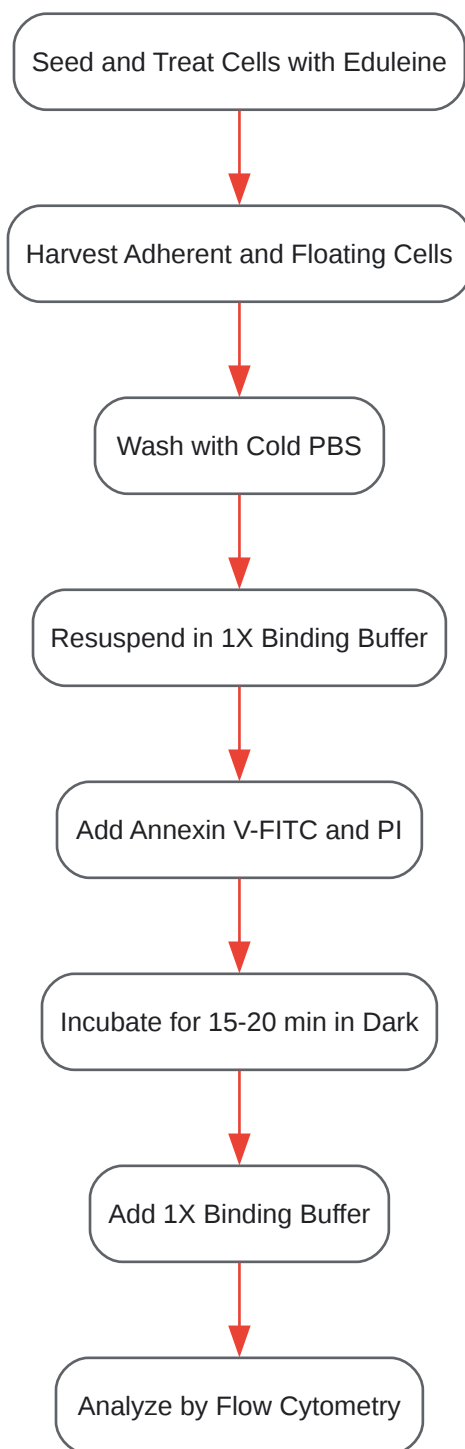 Seed and Treat Cells with Eduleine
Harvest Adherent and Floating Cells
Wash with Cold PBS
Resuspend in 1X Binding Buffer
Add Annexin V-FITC and PI
Incubate for 15-20 min in Dark
Add 1X Binding Buffer
Analyze by Flow Cytometry